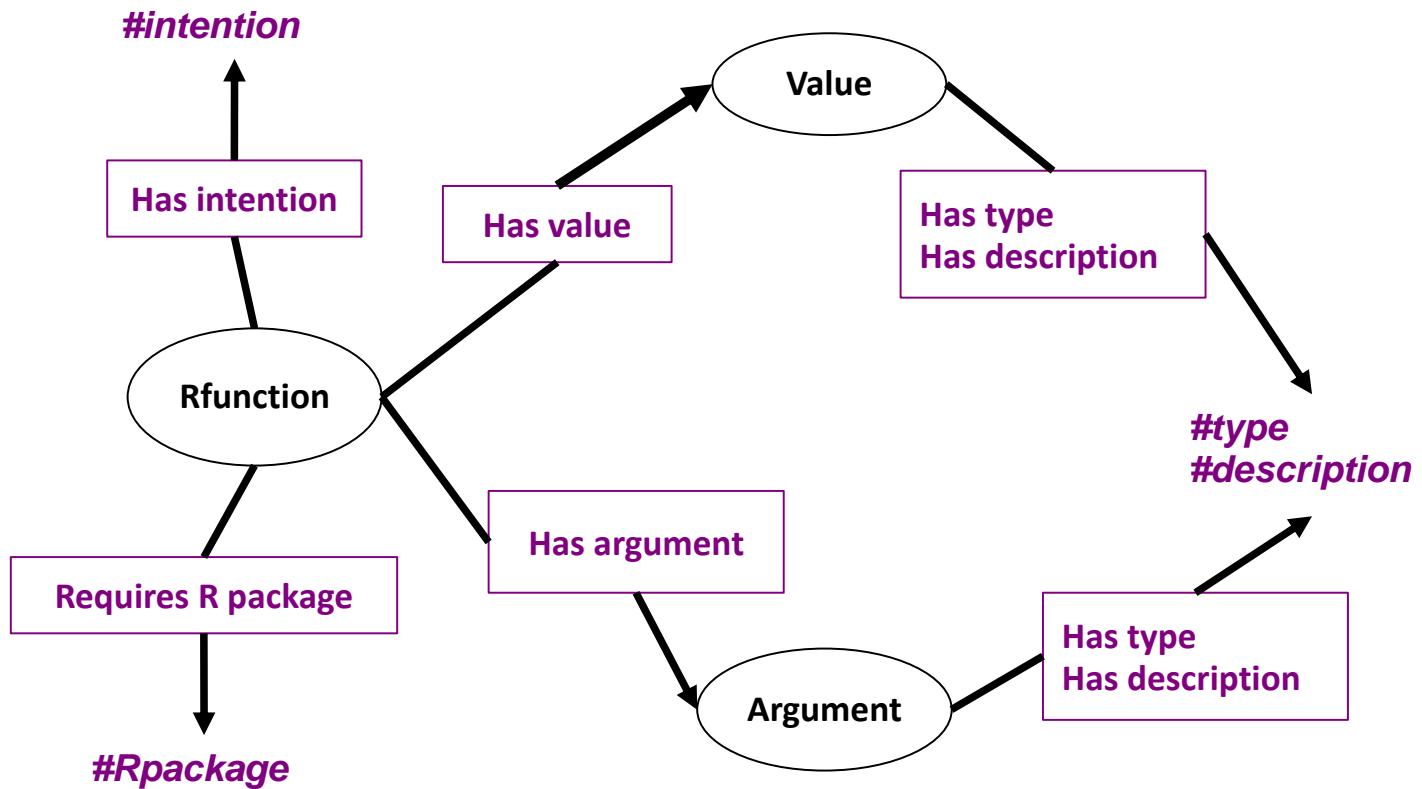 #intention
Value
Has intention
Has value
Has type
Has description
Rfunction
#type
#description
Has argument
Requires R package
Has type
Has description
Argument
#Rpackage